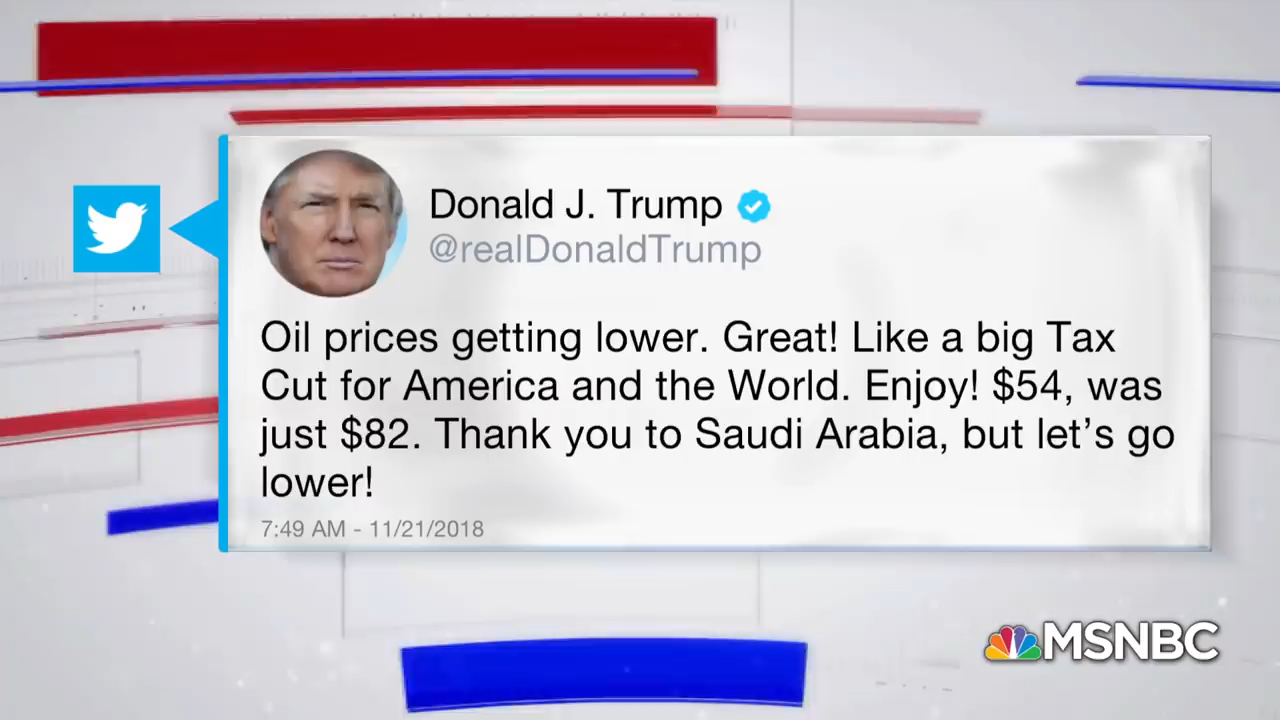 Donald J. Trump
@realDonaldTrump
Oil prices getting lower. Great! Like a big Tax
Cut for America and the World. Enjoy! $54, was
just $82. Thank you to Saudi Arabia, but let’s go
lower!
7:49 AM - 11/21/2018
MSNBC